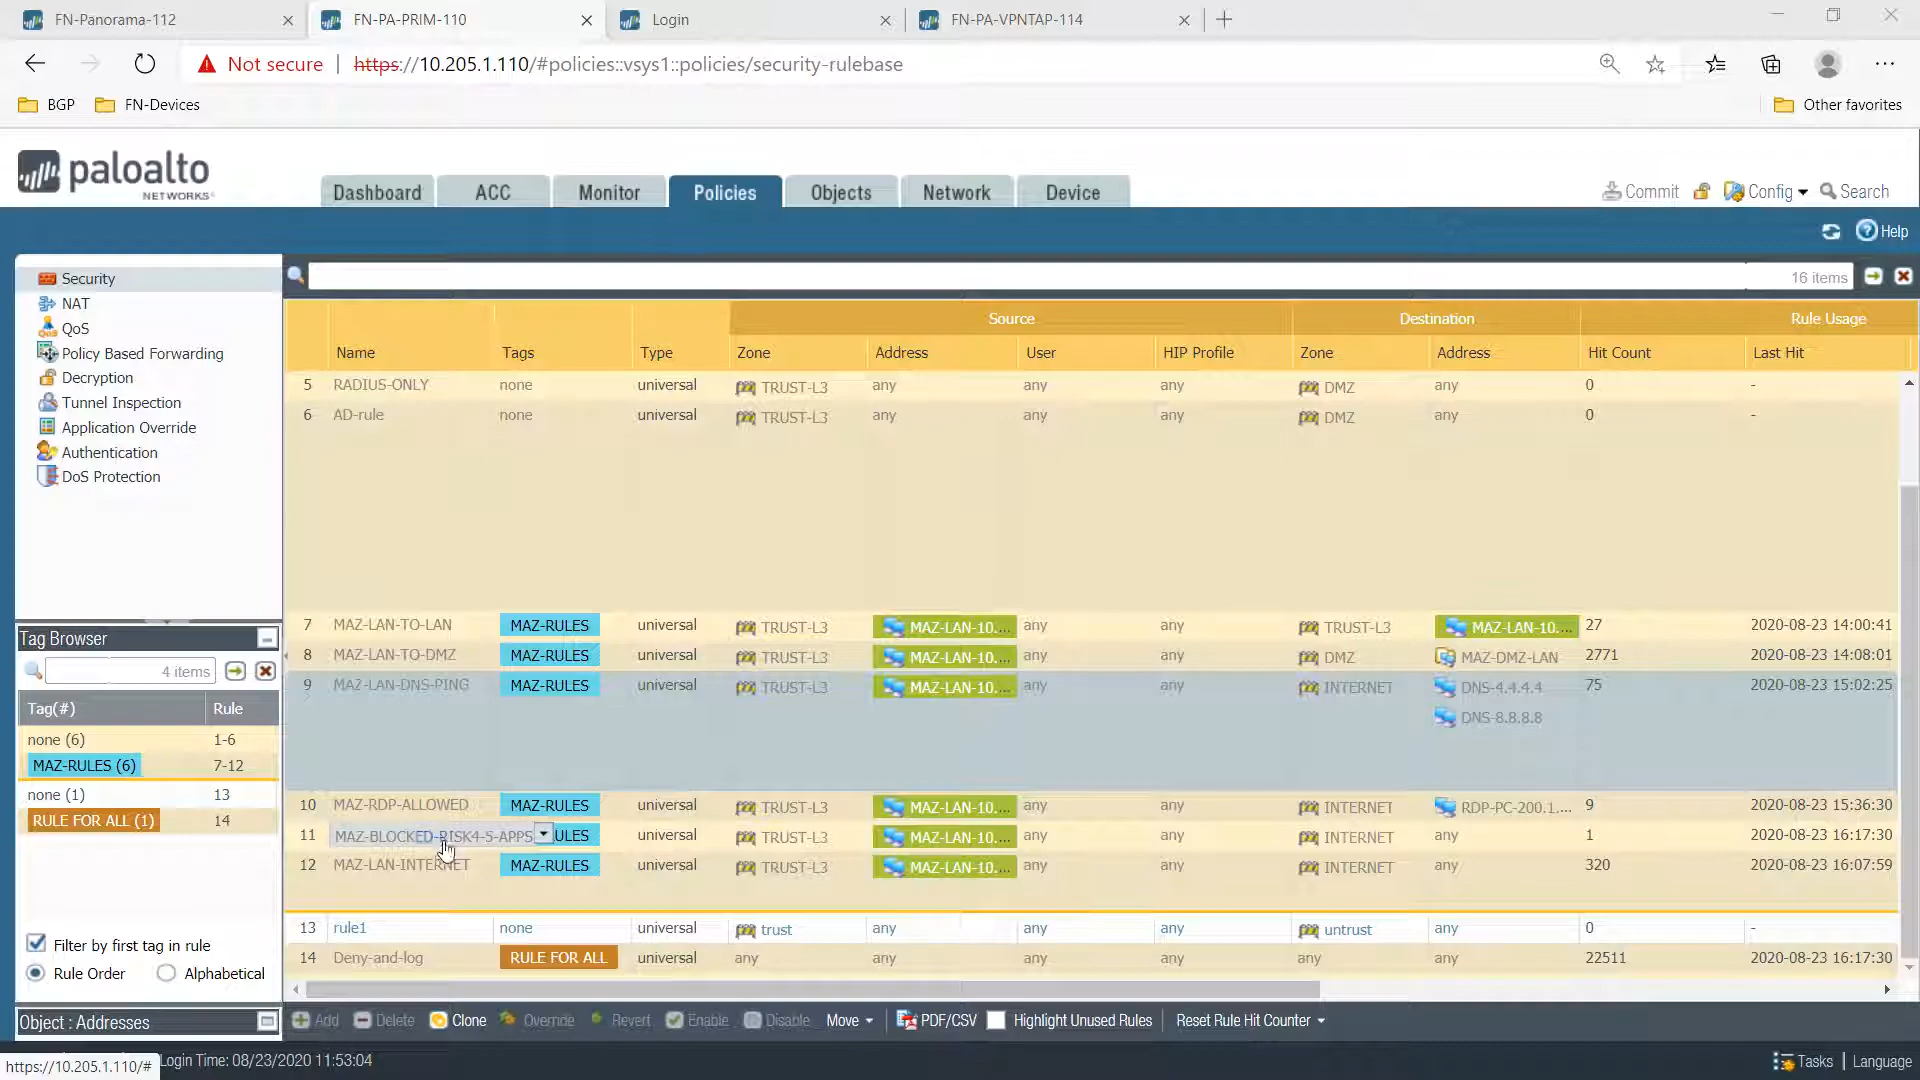 FN-Panorama-112
FN-PA-PRIM-110
Login
FN-PA-VPNTAP-114
Not secure
https://10.205.1.110/#policies::vsys1::policies/security-rulebase
BGP
FN-Devices
Other favorites
paloalto
NETWORKS
Dashboard
ACC
Monitor
Policies
Objects
Network
Device
Commit
Config
Search
Help
Security
NAT
QoS
Policy Based Forwarding
Decryption
Tunnel Inspection
Application Override
Authentication
DoS Protection
16 items
Source Destination Rule Usage
Name Tags Type Zone Address User HIP Profile Zone Address Hit Count Last Hit
5 RADIUS-ONLY none universal TRUST-L3 any any any DMZ any 0 -
6 AD-rule none universal TRUST-L3 any any any DMZ any 0 -
7 MAZ-LAN-TO-LAN MAZ-RULES universal TRUST-L3 MAZ-LAN-10.... any any TRUST-L3 MAZ-LAN-10.... 27 2020-08-23 14:00:41
8 MAZ-LAN-TO-DMZ MAZ-RULES universal TRUST-L3 MAZ-LAN-10.... any any DMZ MAZ-DMZ-LAN 2771 2020-08-23 14:08:01
9 MAZ-LAN-DNS-PING MAZ-RULES universal TRUST-L3 MAZ-LAN-10.... any any INTERNET DNS-4.4.4.4 75 2020-08-23 15:02:25
DNS-8.8.8.8
10 MAZ-RDP-ALLOWED MAZ-RULES universal TRUST-L3 MAZ-LAN-10.... any any INTERNET RDP-PC-200.1.... 9 2020-08-23 15:36:30
11 MAZ-BLOCKED-RISK4-5-APPS RULES universal TRUST-L3 MAZ-LAN-10.... any any INTERNET any 1 2020-08-23 16:17:30
12 MAZ-LAN-INTERNET MAZ-RULES universal TRUST-L3 MAZ-LAN-10.... any any INTERNET any 320 2020-08-23 16:07:59
13 rule1 none universal trust any any any untrust any 0 -
14 Deny-and-log RULE FOR ALL universal any any any any any any 22511 2020-08-23 16:17:30
Tag Browser
4 items
Tag(#) Rule
none (6) 1-6
MAZ-RULES (6) 7-12
none (1) 13
RULE FOR ALL (1) 14
Filter by first tag in rule
Rule Order Alphabetical
Object : Addresses
Add Delete Clone Override Revert Enable Disable Move PDF/CSV Highlight Unused Rules Reset Rule Hit Counter
https://10.205.1.110/#
Login Time: 08/23/2020 11:53:04
Tasks Language